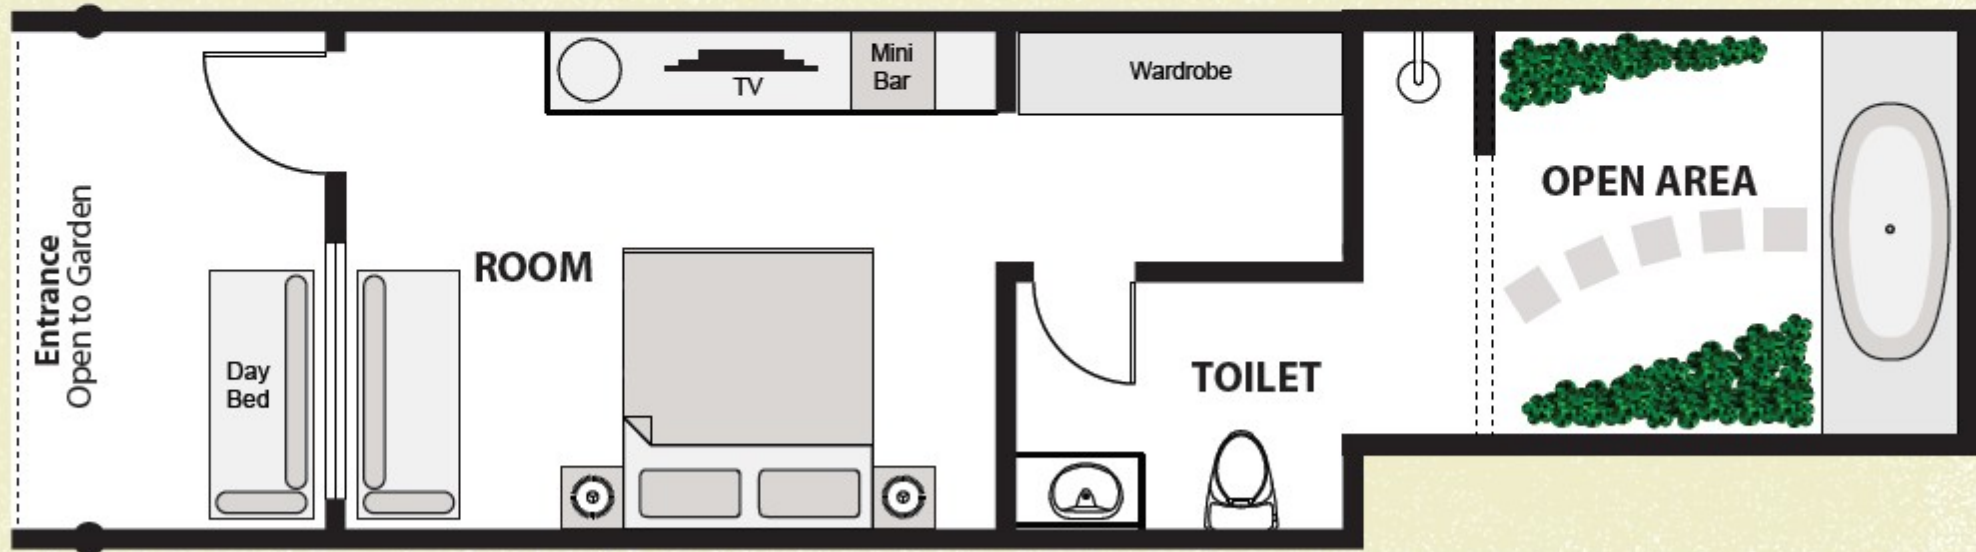 Entrance
Open to Garden
Day
Bed
ROOM
TV
Mini
Bar
Wardrobe
TOILET
OPEN AREA